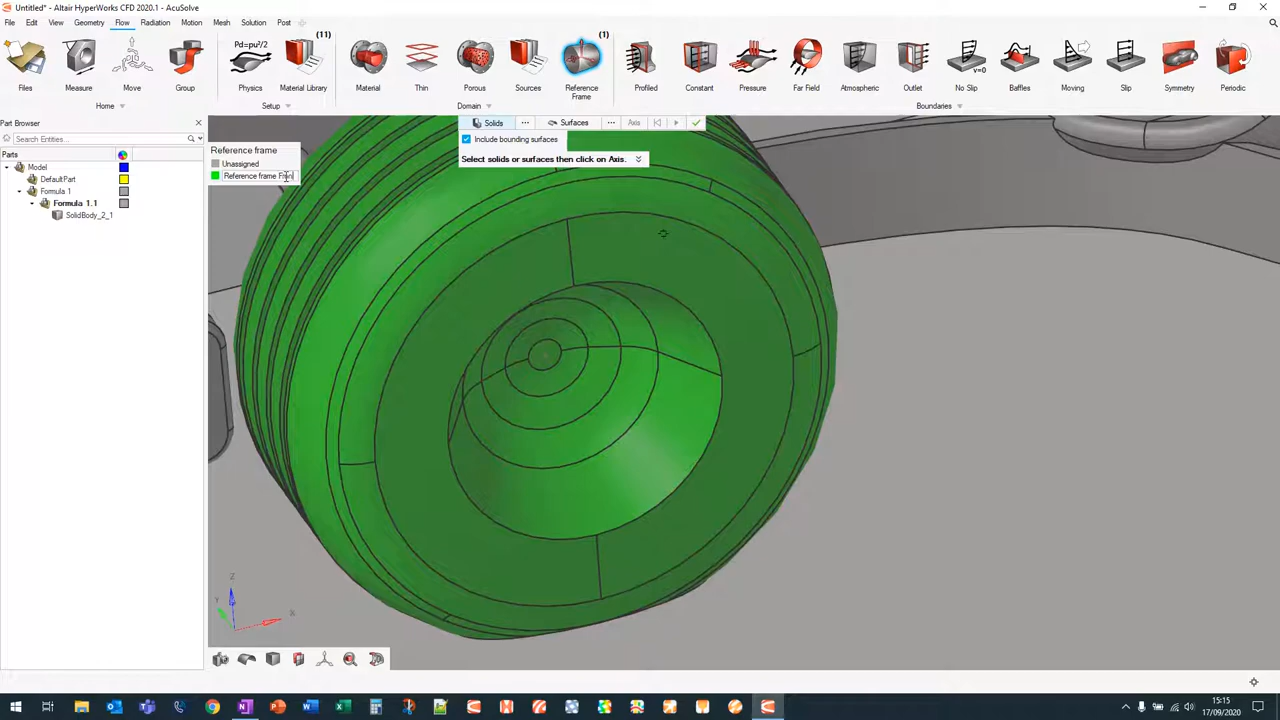 Untitled* - Altair HyperWorks CFD 2020.1 - AcuSolve
File Edit View Geometry Flow Radiation Motion Mesh Solution Post
(11) (1)
Pd=ρu²/2
v=0
Files Measure Move Group Physics Material Library Material Thin Porous Sources Reference Frame Profiled Constant Pressure Far Field Atmospheric Outlet No Slip Baffles Moving Slip Symmetry Periodic
Home Setup Domain Boundaries
Part Browser
Solids ... Surfaces ... Axis
Search Entities...
Include bounding surfaces
Parts
Reference frame
Select solids or surfaces then click on Axis.
Unassigned
Model
Reference frame
DefaultPart
Formula 1
Formula 1.1
SolidBody_2_1
Z
Y
X
15:15
17/09/2020